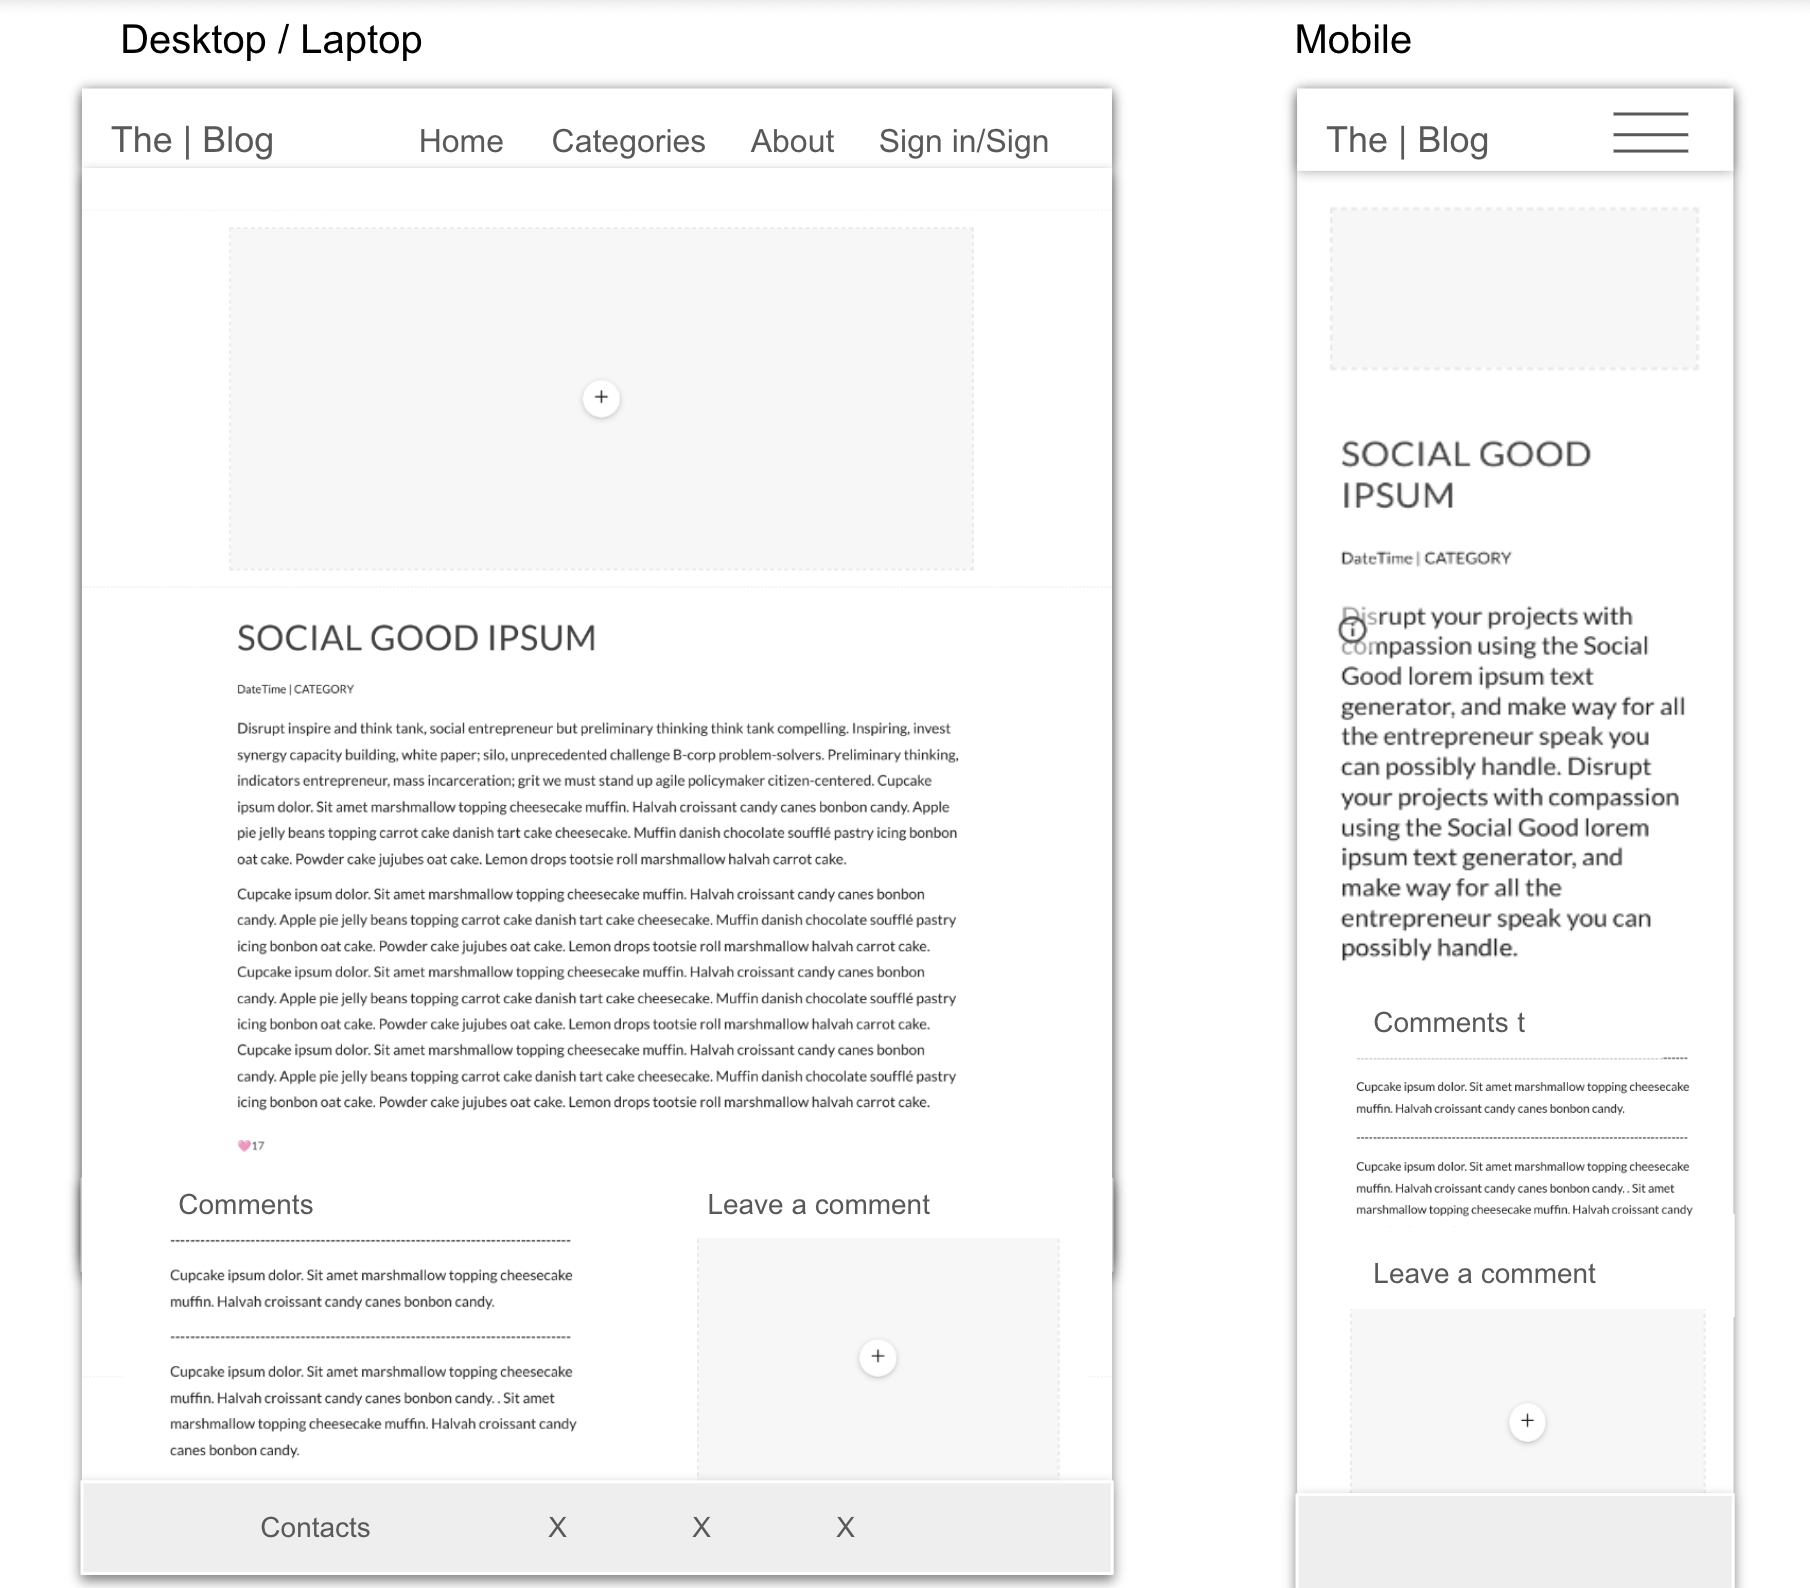 Desktop / Laptop
The | Blog
Home
Categories
About
Sign in/Sign
+
SOCIAL GOOD IPSUM
DateTime | CATEGORY
Disrupt inspire and think tank, social entrepreneur but preliminary thinking think tank compelling. Inspiring, invest
synergy capacity building, white paper; silo, unprecedented challenge B-corp problem-solvers. Preliminary thinking,
indicators entrepreneur, mass incarceration; grit we must stand up agile policymaker citizen-centered. Cupcake
ipsum dolor. Sit amet marshmallow topping cheesecake muffin. Halvah croissant candy canes bonbon candy. Apple
pie jelly beans topping carrot cake danish tart cake cheesecake. Muffin danish chocolate soufflé pastry icing bonbon
oat cake. Powder cake jujubes oat cake. Lemon drops tootsie roll marshmallow halvah carrot cake.
Cupcake ipsum dolor. Sit amet marshmallow topping cheesecake muffin. Halvah croissant candy canes bonbon
candy. Apple pie jelly beans topping carrot cake danish tart cake cheesecake. Muffin danish chocolate soufflé pastry
icing bonbon oat cake. Powder cake jujubes oat cake. Lemon drops tootsie roll marshmallow halvah carrot cake.
Cupcake ipsum dolor. Sit amet marshmallow topping cheesecake muffin. Halvah croissant candy canes bonbon
candy. Apple pie jelly beans topping carrot cake danish tart cake cheesecake. Muffin danish chocolate soufflé pastry
icing bonbon oat cake. Powder cake jujubes oat cake. Lemon drops tootsie roll marshmallow halvah carrot cake.
Cupcake ipsum dolor. Sit amet marshmallow topping cheesecake muffin. Halvah croissant candy canes bonbon
candy. Apple pie jelly beans topping carrot cake danish tart cake cheesecake. Muffin danish chocolate soufflé pastry
icing bonbon oat cake. Powder cake jujubes oat cake. Lemon drops tootsie roll marshmallow halvah carrot cake.
17
Comments
Cupcake ipsum dolor. Sit amet marshmallow topping cheesecake
muffin. Halvah croissant candy canes bonbon candy.
Cupcake ipsum dolor. Sit amet marshmallow topping cheesecake
muffin. Halvah croissant candy canes bonbon candy. . Sit amet
marshmallow topping cheesecake muffin. Halvah croissant candy
canes bonbon candy.
Leave a comment
+
Contacts
X
X
X
Mobile
The | Blog
SOCIAL GOOD
IPSUM
DateTime | CATEGORY
Disrupt your projects with
compassion using the Social
Good lorem ipsum text
generator, and make way for all
the entrepreneur speak you
can possibly handle. Disrupt
your projects with compassion
using the Social Good lorem
ipsum text generator, and
make way for all the
entrepreneur speak you can
possibly handle.
Comments t
Cupcake ipsum dolor. Sit amet marshmallow topping cheesecake
muffin. Halvah croissant candy canes bonbon candy.
Cupcake ipsum dolor. Sit amet marshmallow topping cheesecake
muffin. Halvah croissant candy canes bonbon candy. . Sit amet
marshmallow topping cheesecake muffin. Halvah croissant candy
Leave a comment
+